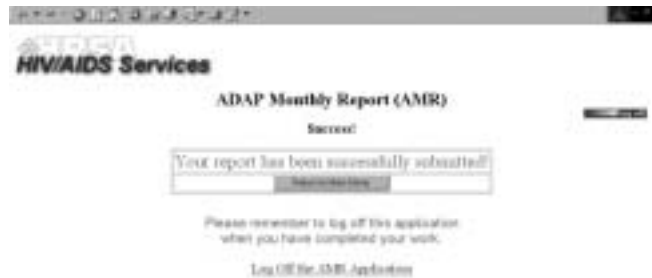 HRSA
HIV/AIDS Services
ADAP Monthly Report (AMR)
Success!
Your report has been successfully submitted!
Please remember to log off this application
when you have completed your work.
Log Off the AMR Application